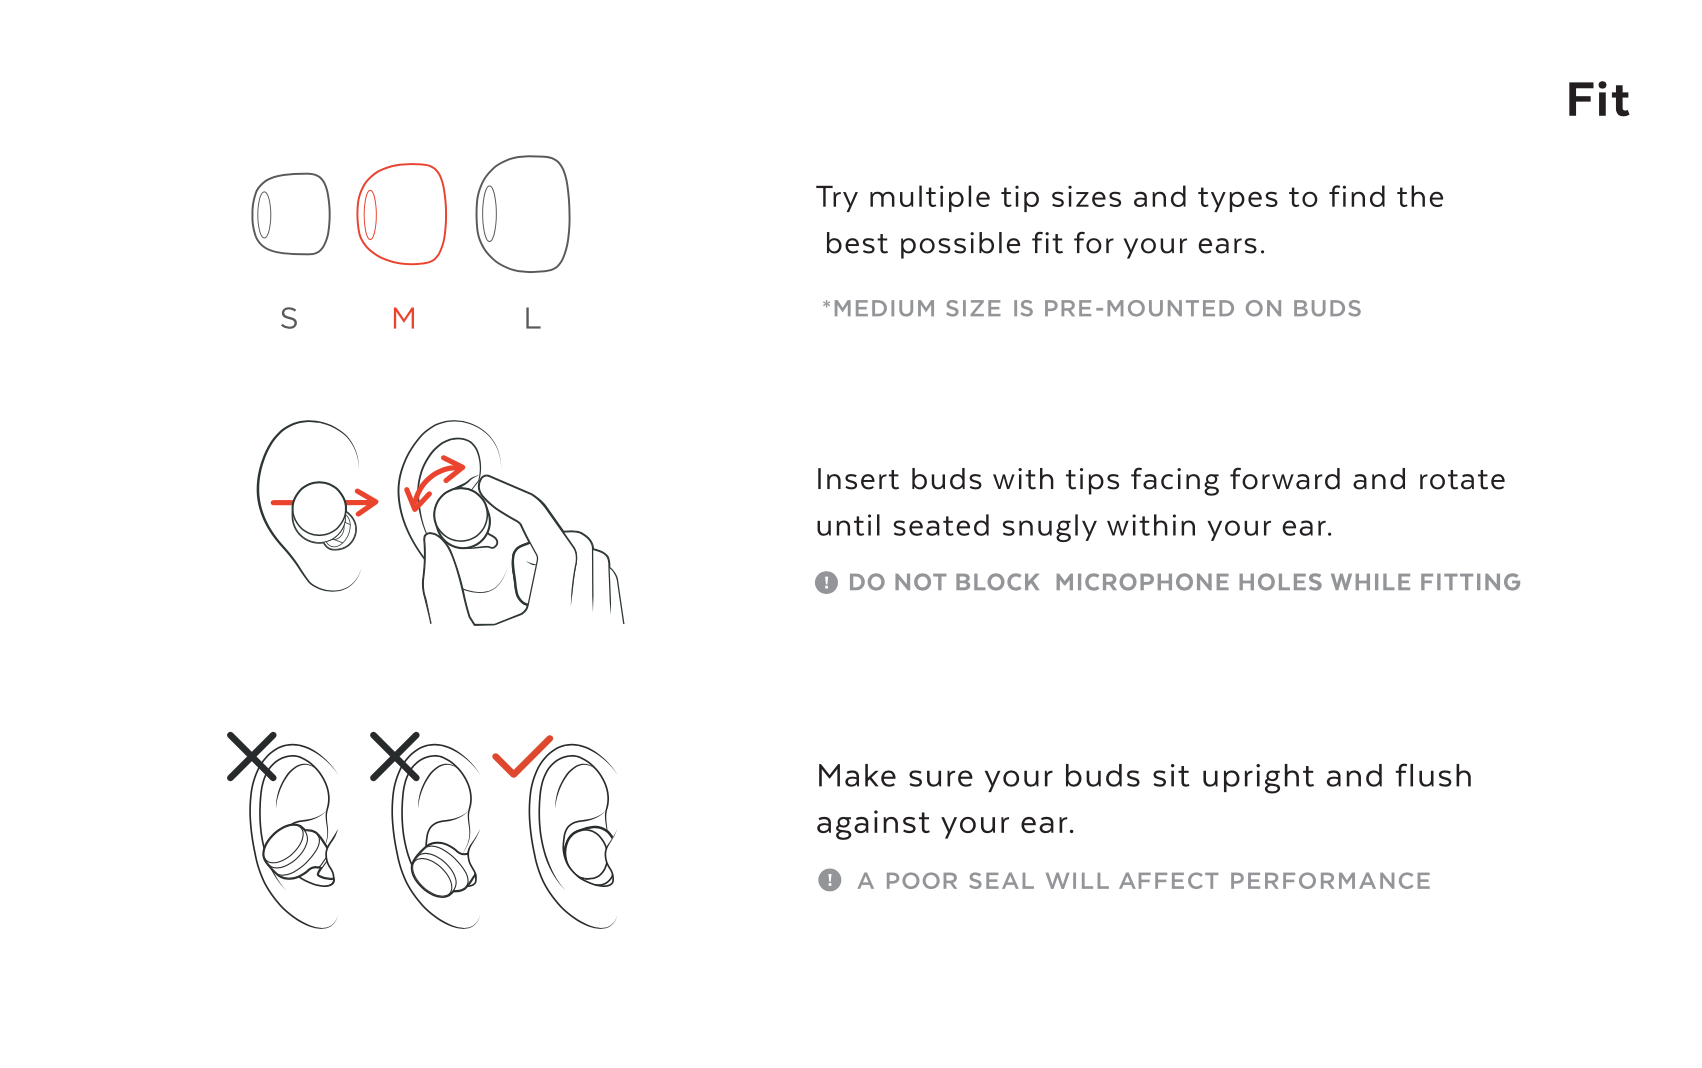 Fit
S M L
Try multiple tip sizes and types to find the
best possible fit for your ears.
*MEDIUM SIZE IS PRE-MOUNTED ON BUDS
Insert buds with tips facing forward and rotate
until seated snugly within your ear.
! DO NOT BLOCK MICROPHONE HOLES WHILE FITTING
Make sure your buds sit upright and flush
against your ear.
! A POOR SEAL WILL AFFECT PERFORMANCE